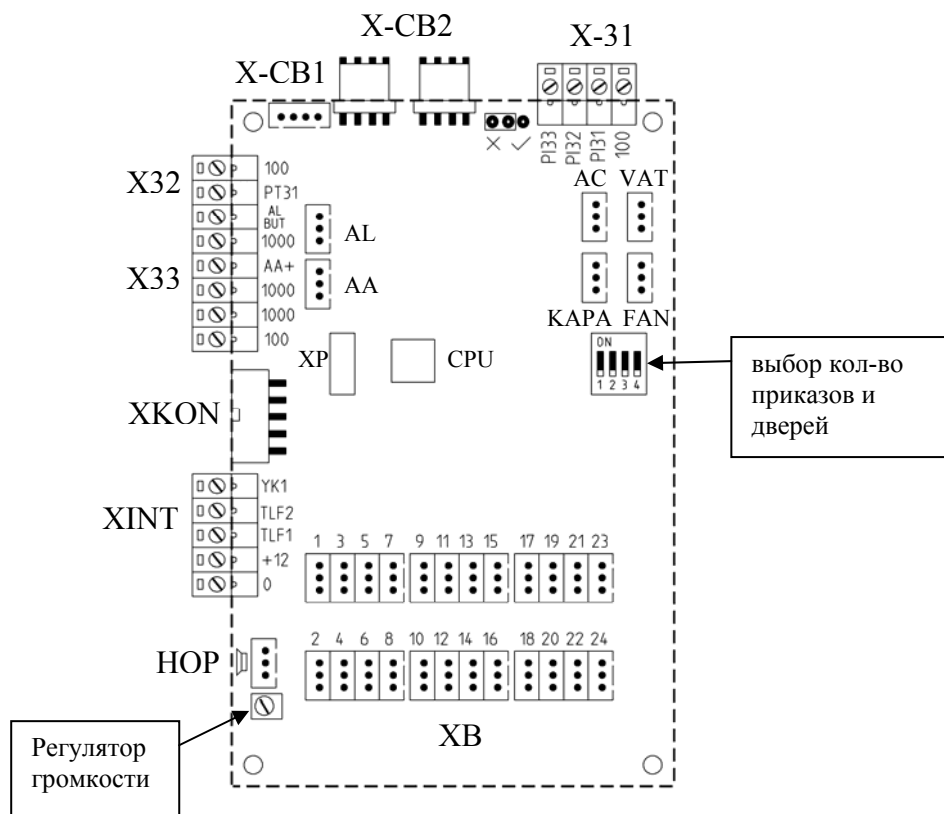 X-CB2
X-31
X-CB1
PI33
PI32
PI31
100
X32
100
PT31
AL
BUT
1000
X33
AA+
1000
1000
100
AL
AA
AC VAT
KAPA FAN
ON
1 2 3 4
XP
CPU
выбор кол-во
приказов и
дверей
XKON
XINT
YK1
TLF2
TLF1
+12
0
1 3 5 7 9 11 13 15 17 19 21 23
2 4 6 8 10 12 14 16 18 20 22 24
HOP
XB
Регулятор
громкости